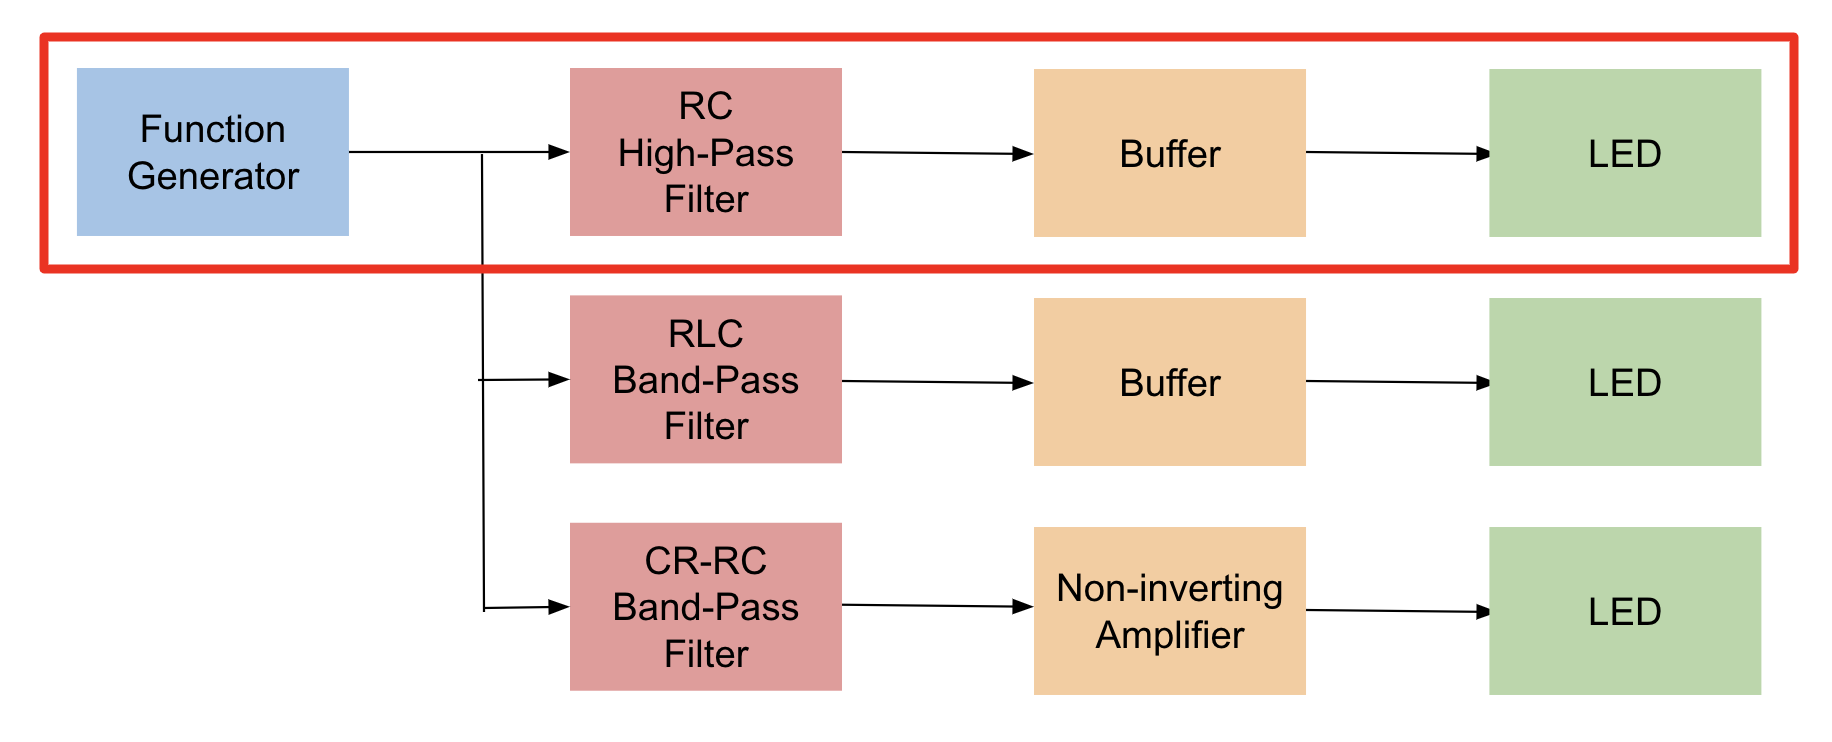 Function
Generator
RC
High-Pass
Filter
Buffer
LED
RLC
Band-Pass
Filter
Buffer
LED
CR-RC
Band-Pass
Filter
Non-inverting
Amplifier
LED